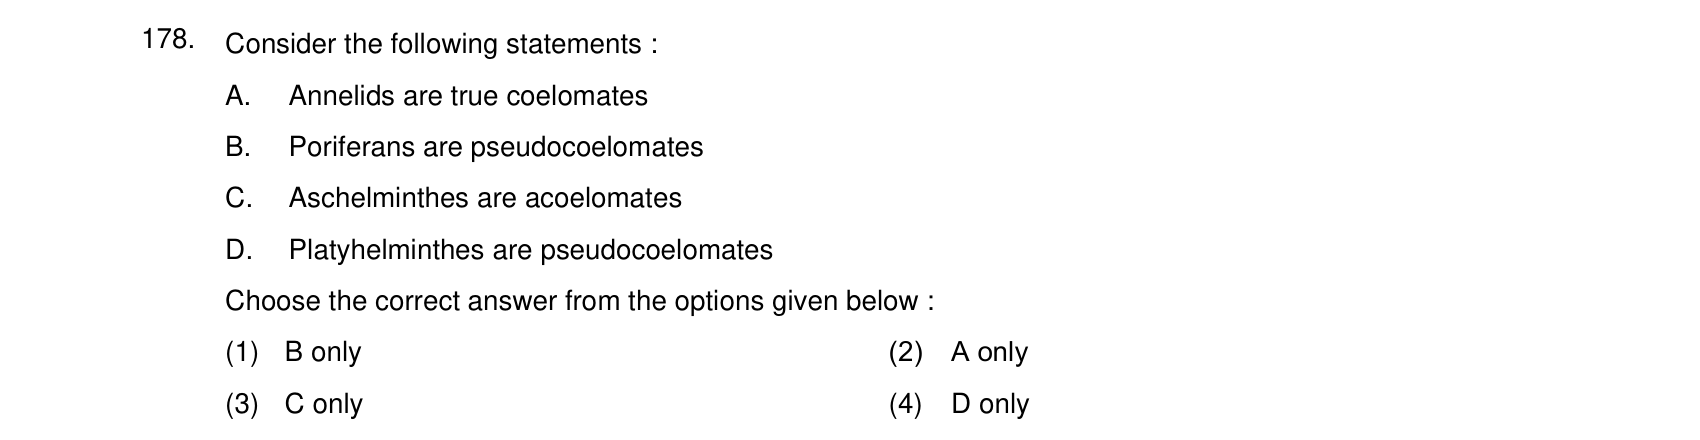 178. Consider the following statements :
A. Annelids are true coelomates
B. Poriferans are pseudocoelomates
C. Aschelminthes are acoelomates
D. Platyhelminthes are pseudocoelomates
Choose the correct answer from the options given below :
(1) B only (2) A only
(3) C only (4) D only